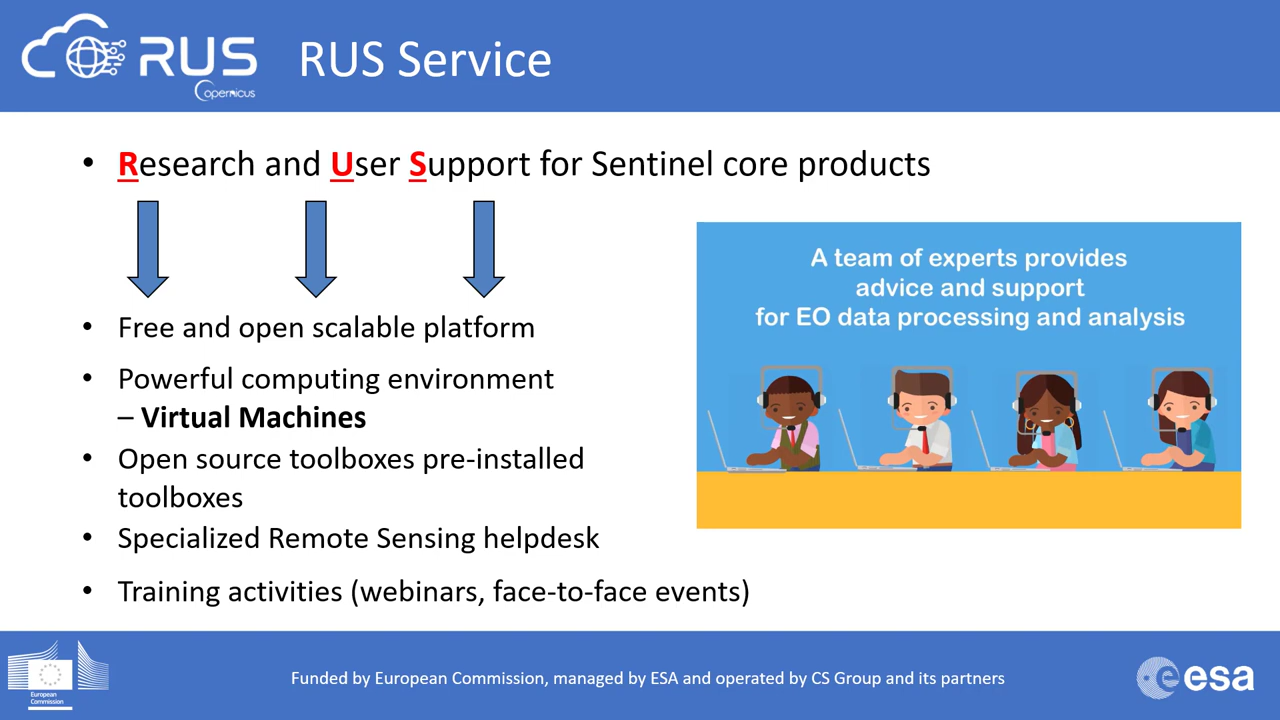 RUS
Copernicus
RUS Service
• Research and User Support for Sentinel core products
• Free and open scalable platform
• Powerful computing environment
– Virtual Machines
• Open source toolboxes pre-installed
toolboxes
• Specialized Remote Sensing helpdesk
• Training activities (webinars, face-to-face events)
A team of experts provides
advice and support
for EO data processing and analysis
European
Commission
Funded by European Commission, managed by ESA and operated by CS Group and its partners
esa